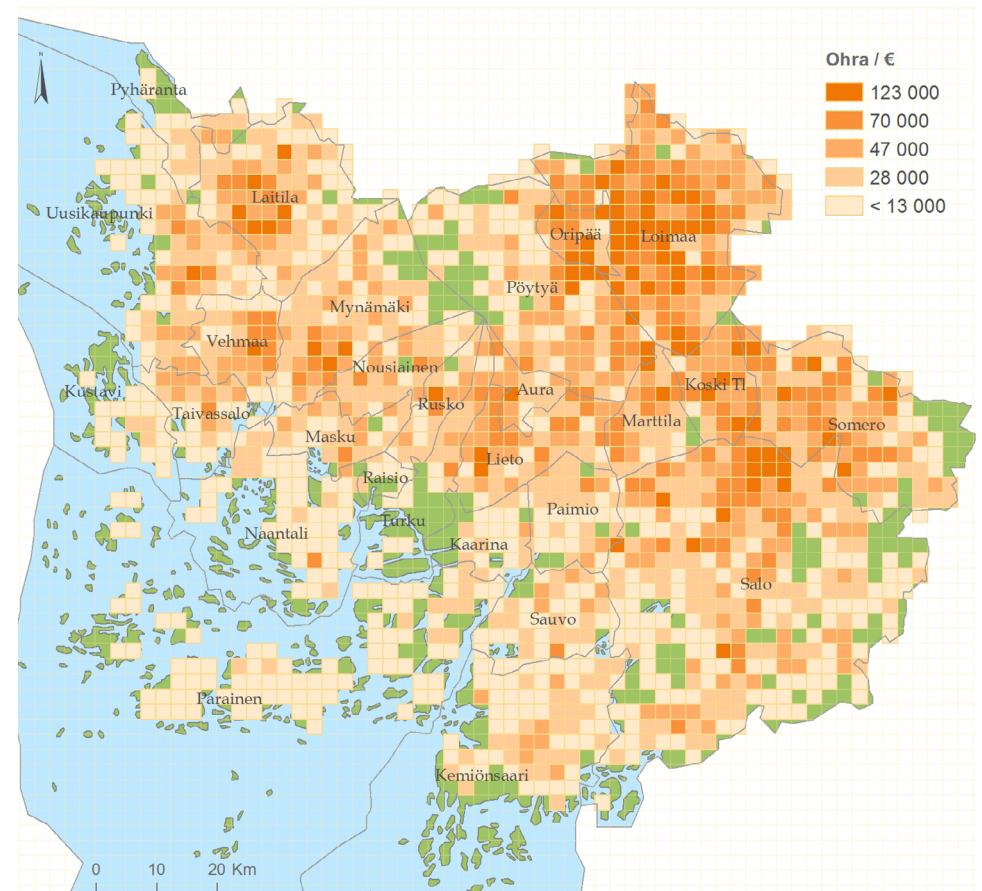 N
Ohra / €
123 000
70 000
47 000
28 000
< 13 000
Pyhäranta
Laitila
Uusikaupunki
Oripää
Loimaa
Pöytyä
Mynämäki
Vehmaa
Nousiainen
Koski Tl
Kustavi
Aura
Rusko
Taivassalo
Marttila
Somero
Masku
Lieto
Raisio
Paimio
Turku
Naantali
Kaarina
Salo
Sauvo
Parainen
Kemiönsaari
0 10 20 Km